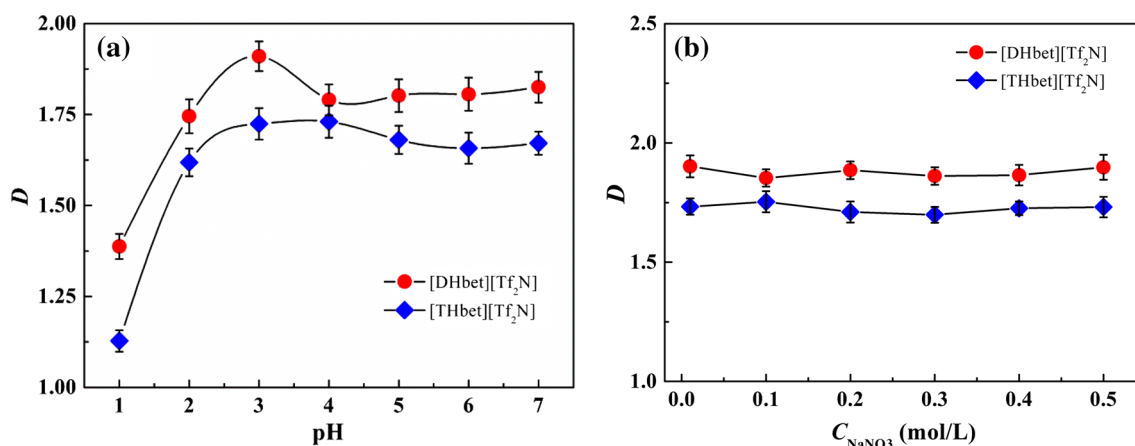 (a)
2.00
1.75
1.50
1.25
1.00
D
[DHbet][Tf₂N]
[THbet][Tf₂N]
1 2 3 4 5 6 7
pH
(b)
2.5
2.0
1.5
1.0
D
[DHbet][Tf₂N]
[THbet][Tf₂N]
0.0 0.1 0.2 0.3 0.4 0.5
C_NaNO3 (mol/L)